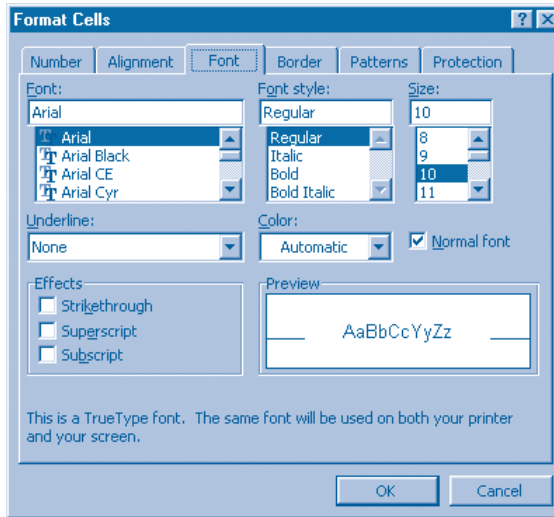 Format Cells
Number Alignment Font Border Patterns Protection
Font: Font style: Size:
Arial Regular 10
Arial Regular 8
Arial Black Italic 9
Arial CE Bold 10
Arial Cyr Bold Italic 11
Underline: Color:
None Automatic Normal font
Effects Preview
Strikethrough
Superscript AaBbCcYyZz
Subscript
This is a TrueType font. The same font will be used on both your printer
and your screen.
OK Cancel